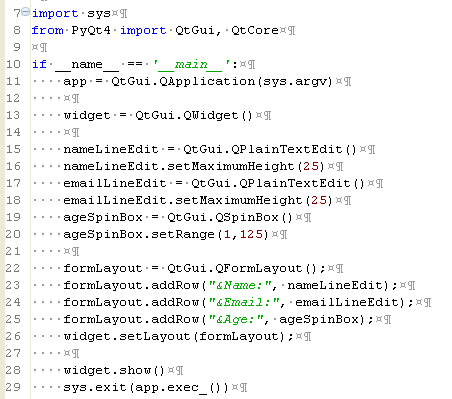 7 import sys
8 from PyQt4 import QtGui, QtCore
9
10 if __name__ == '__main__':
11     app = QtGui.QApplication(sys.argv)
12
13     widget = QtGui.QWidget()
14
15     nameLineEdit = QtGui.QPlainTextEdit()
16     nameLineEdit.setMaximumHeight(25)
17     emailLineEdit = QtGui.QPlainTextEdit()
18     emailLineEdit.setMaximumHeight(25)
19     ageSpinBox = QtGui.QSpinBox()
20     ageSpinBox.setRange(1,125)
21
22     formLayout = QtGui.QFormLayout();
23     formLayout.addRow("&Name:", nameLineEdit);
24     formLayout.addRow("&Email:", emailLineEdit);
25     formLayout.addRow("&Age:", ageSpinBox);
26     widget.setLayout(formLayout);
27
28     widget.show()
29     sys.exit(app.exec_())